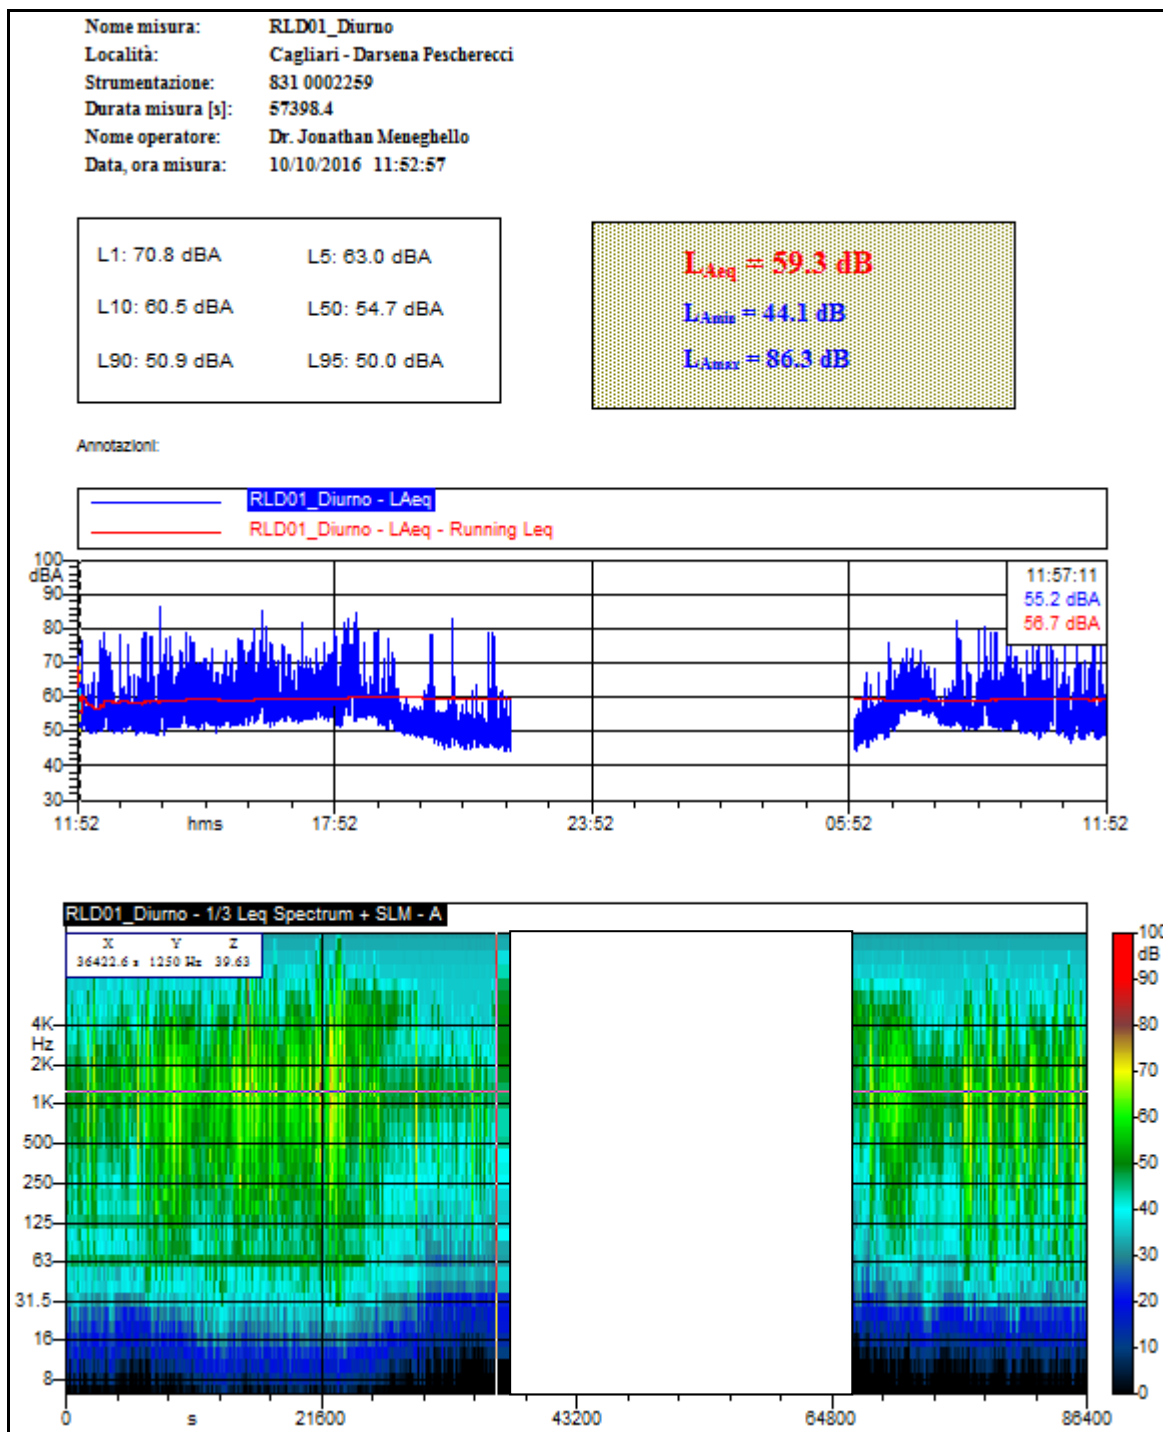 Nome misura: RLD01_Diurno
Località: Cagliari - Darsena Pescherecci
Strumentazione: 831 0002259
Durata misura [s]: 57398.4
Nome operatore: Dr. Jonathan Meneghello
Data, ora misura: 10/10/2016 11:52:57
L1: 70.8 dBA L5: 63.0 dBA
L10: 60.5 dBA L50: 54.7 dBA
L90: 50.9 dBA L95: 50.0 dBA
LAeq = 59.3 dB
LAmin = 44.1 dB
LAmax = 86.3 dB
Annotazioni:
RLD01_Diurno - LAeq
RLD01_Diurno - LAeq - Running Leq
100
dBA
90
80
70
60
50
40
30
11:57:11
55.2 dBA
56.7 dBA
11:52 hms 17:52 23:52 05:52 11:52
RLD01_Diurno - 1/3 Leq Spectrum + SLM - A
X Y Z
36422.6 s 1250 Hz 39.63
4K
Hz
2K
1K
500
250
125
63
31.5
16
8
0 s 21600 43200 64800 86400
100
dB
90
80
70
60
50
40
30
20
10
0